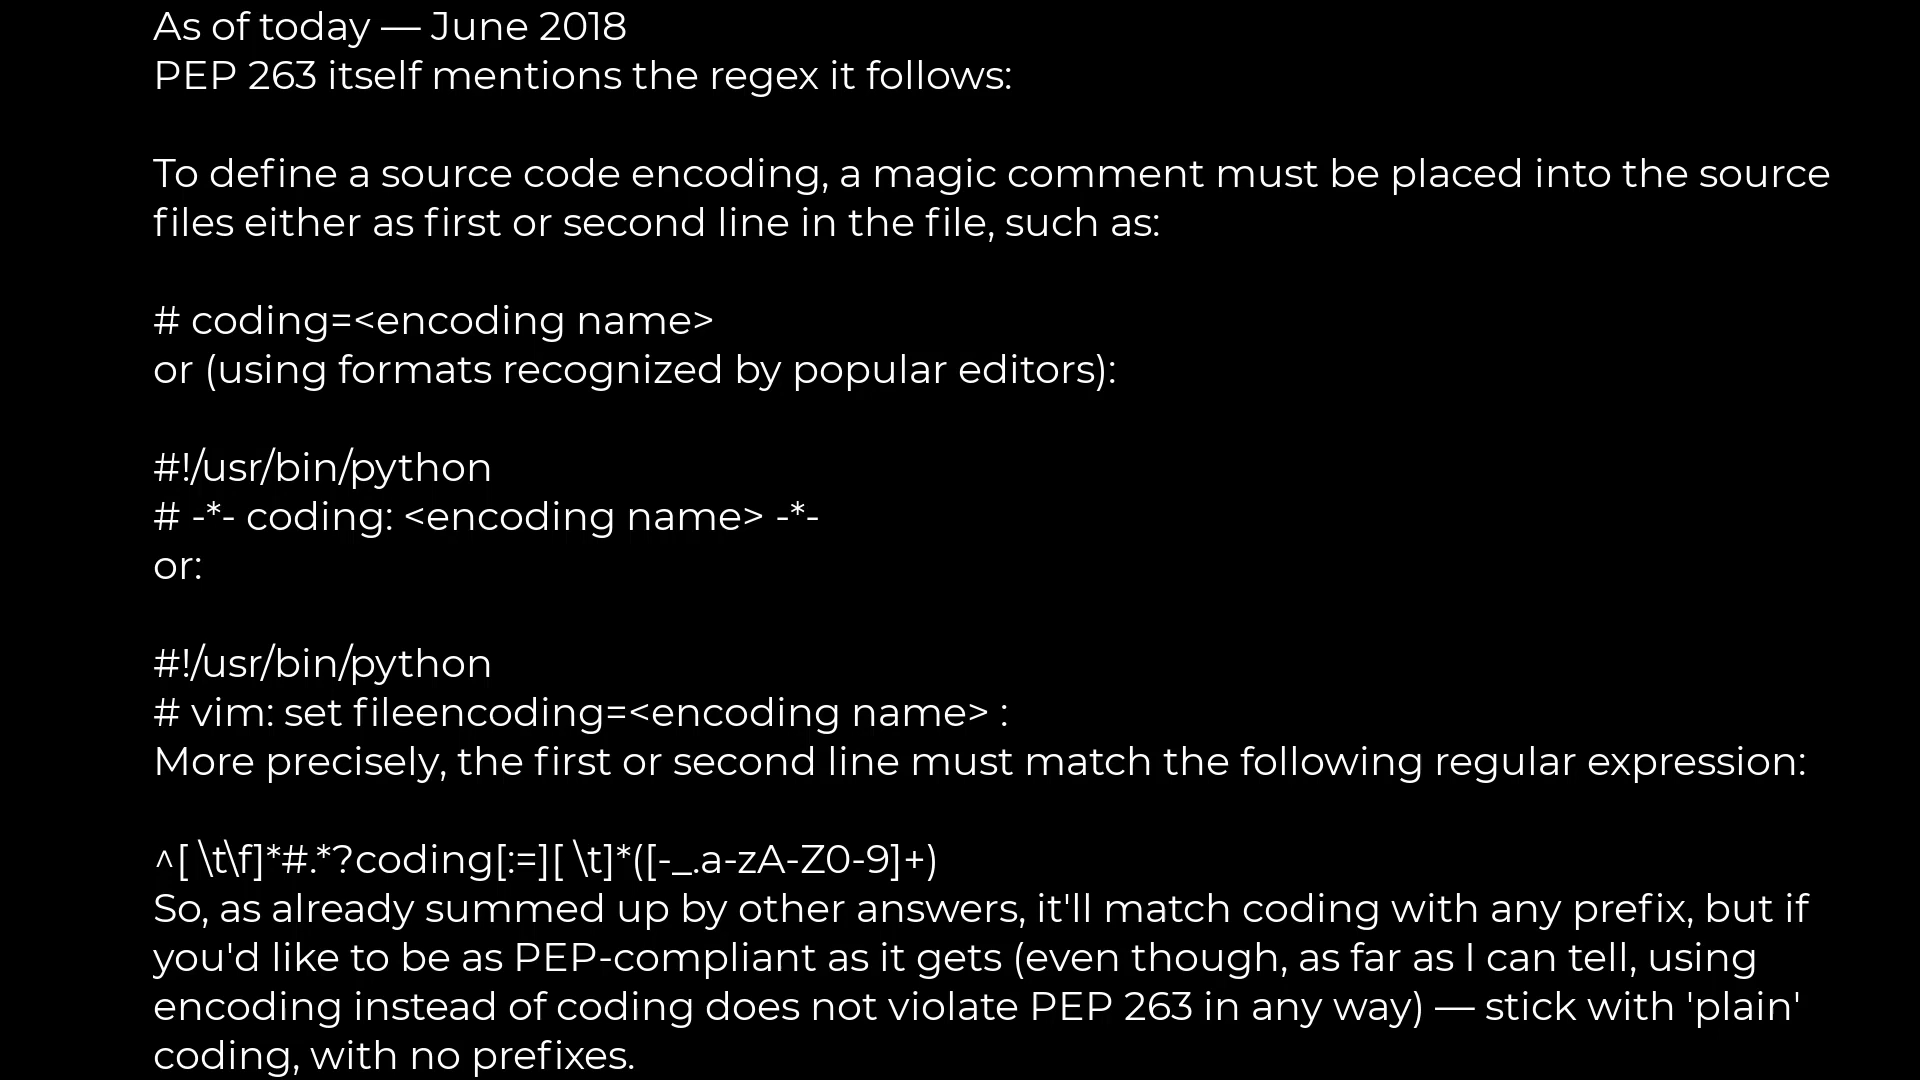 As of today — June 2018
PEP 263 itself mentions the regex it follows:
To define a source code encoding, a magic comment must be placed into the source
files either as first or second line in the file, such as:
# coding=<encoding name>
or (using formats recognized by popular editors):
#!/usr/bin/python
# -*- coding: <encoding name> -*-
or:
#!/usr/bin/python
# vim: set fileencoding=<encoding name> :
More precisely, the first or second line must match the following regular expression:
^[ \t\f]*#.*?coding[:=][ \t]*([-_.a-zA-Z0-9]+)
So, as already summed up by other answers, it'll match coding with any prefix, but if
you'd like to be as PEP-compliant as it gets (even though, as far as I can tell, using
encoding instead of coding does not violate PEP 263 in any way) — stick with 'plain'
coding, with no prefixes.